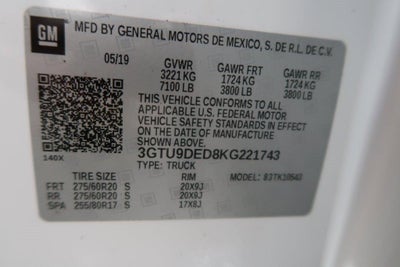 GM
MFD BY GENERAL MOTORS DE MEXICO, S. DE R.L. DE C.V.
05/19 GVWR GAWR FRT GAWR RR
3221 KG 1724 KG 1724 KG
7100 LB 3800 LB 3800 LB
THIS VEHICLE CONFORMS TO ALL
APPLICABLE U.S. FEDERAL MOTOR
VEHICLE SAFETY STANDARDS IN EFFECT ON
THE DATE OF MANUFACTURE SHOWN ABOVE.
140X 3GTU9DED8KG221743
TYPE: TRUCK MODEL: 83TK10543
TIRE SIZE RIM
FRT 275/60R20 S 20X9J
RR 275/60R20 S 20X9J
SPA 255/80R17 S 17X8J